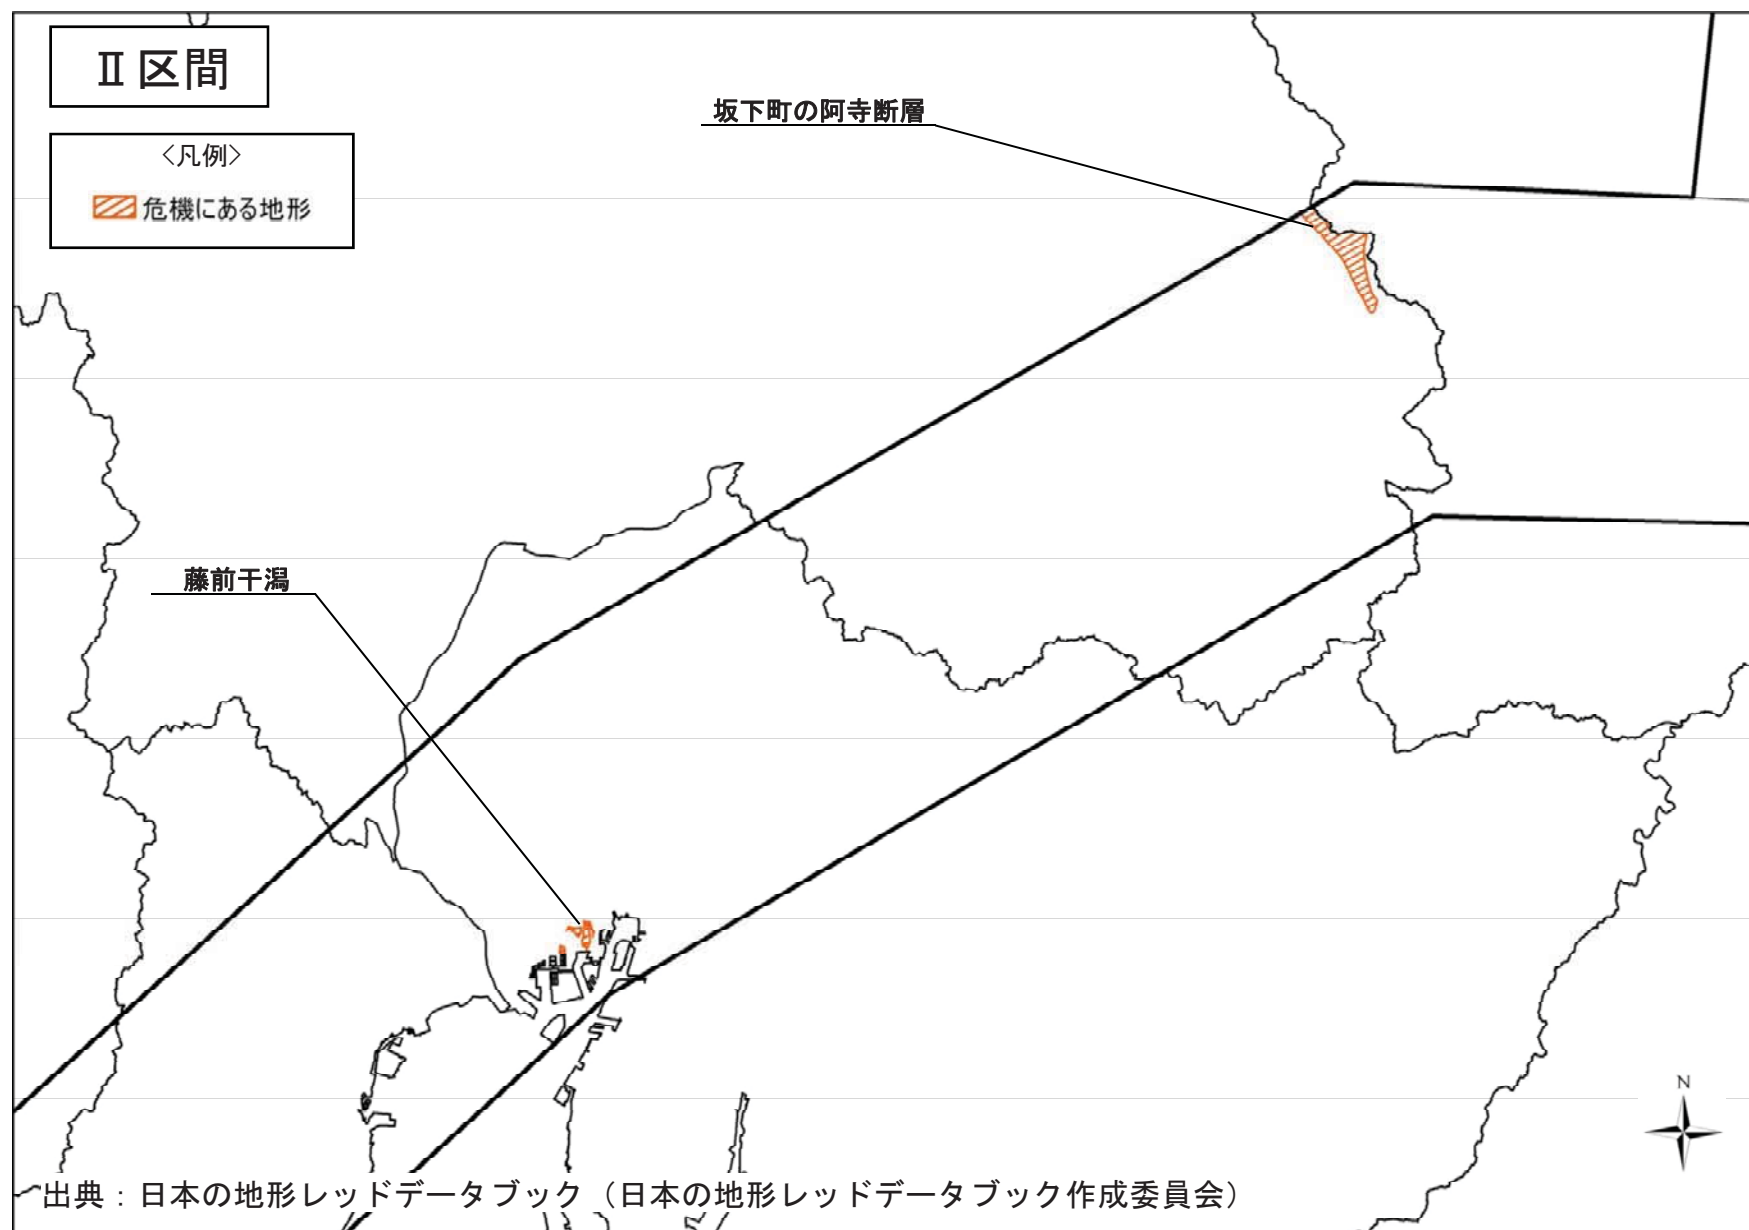 Ⅱ区間
坂下町の阿寺断層
〈凡例〉
危機にある地形
藤前干潟
N
出典：日本の地形レッドデータブック（日本の地形レッドデータブック作成委員会）